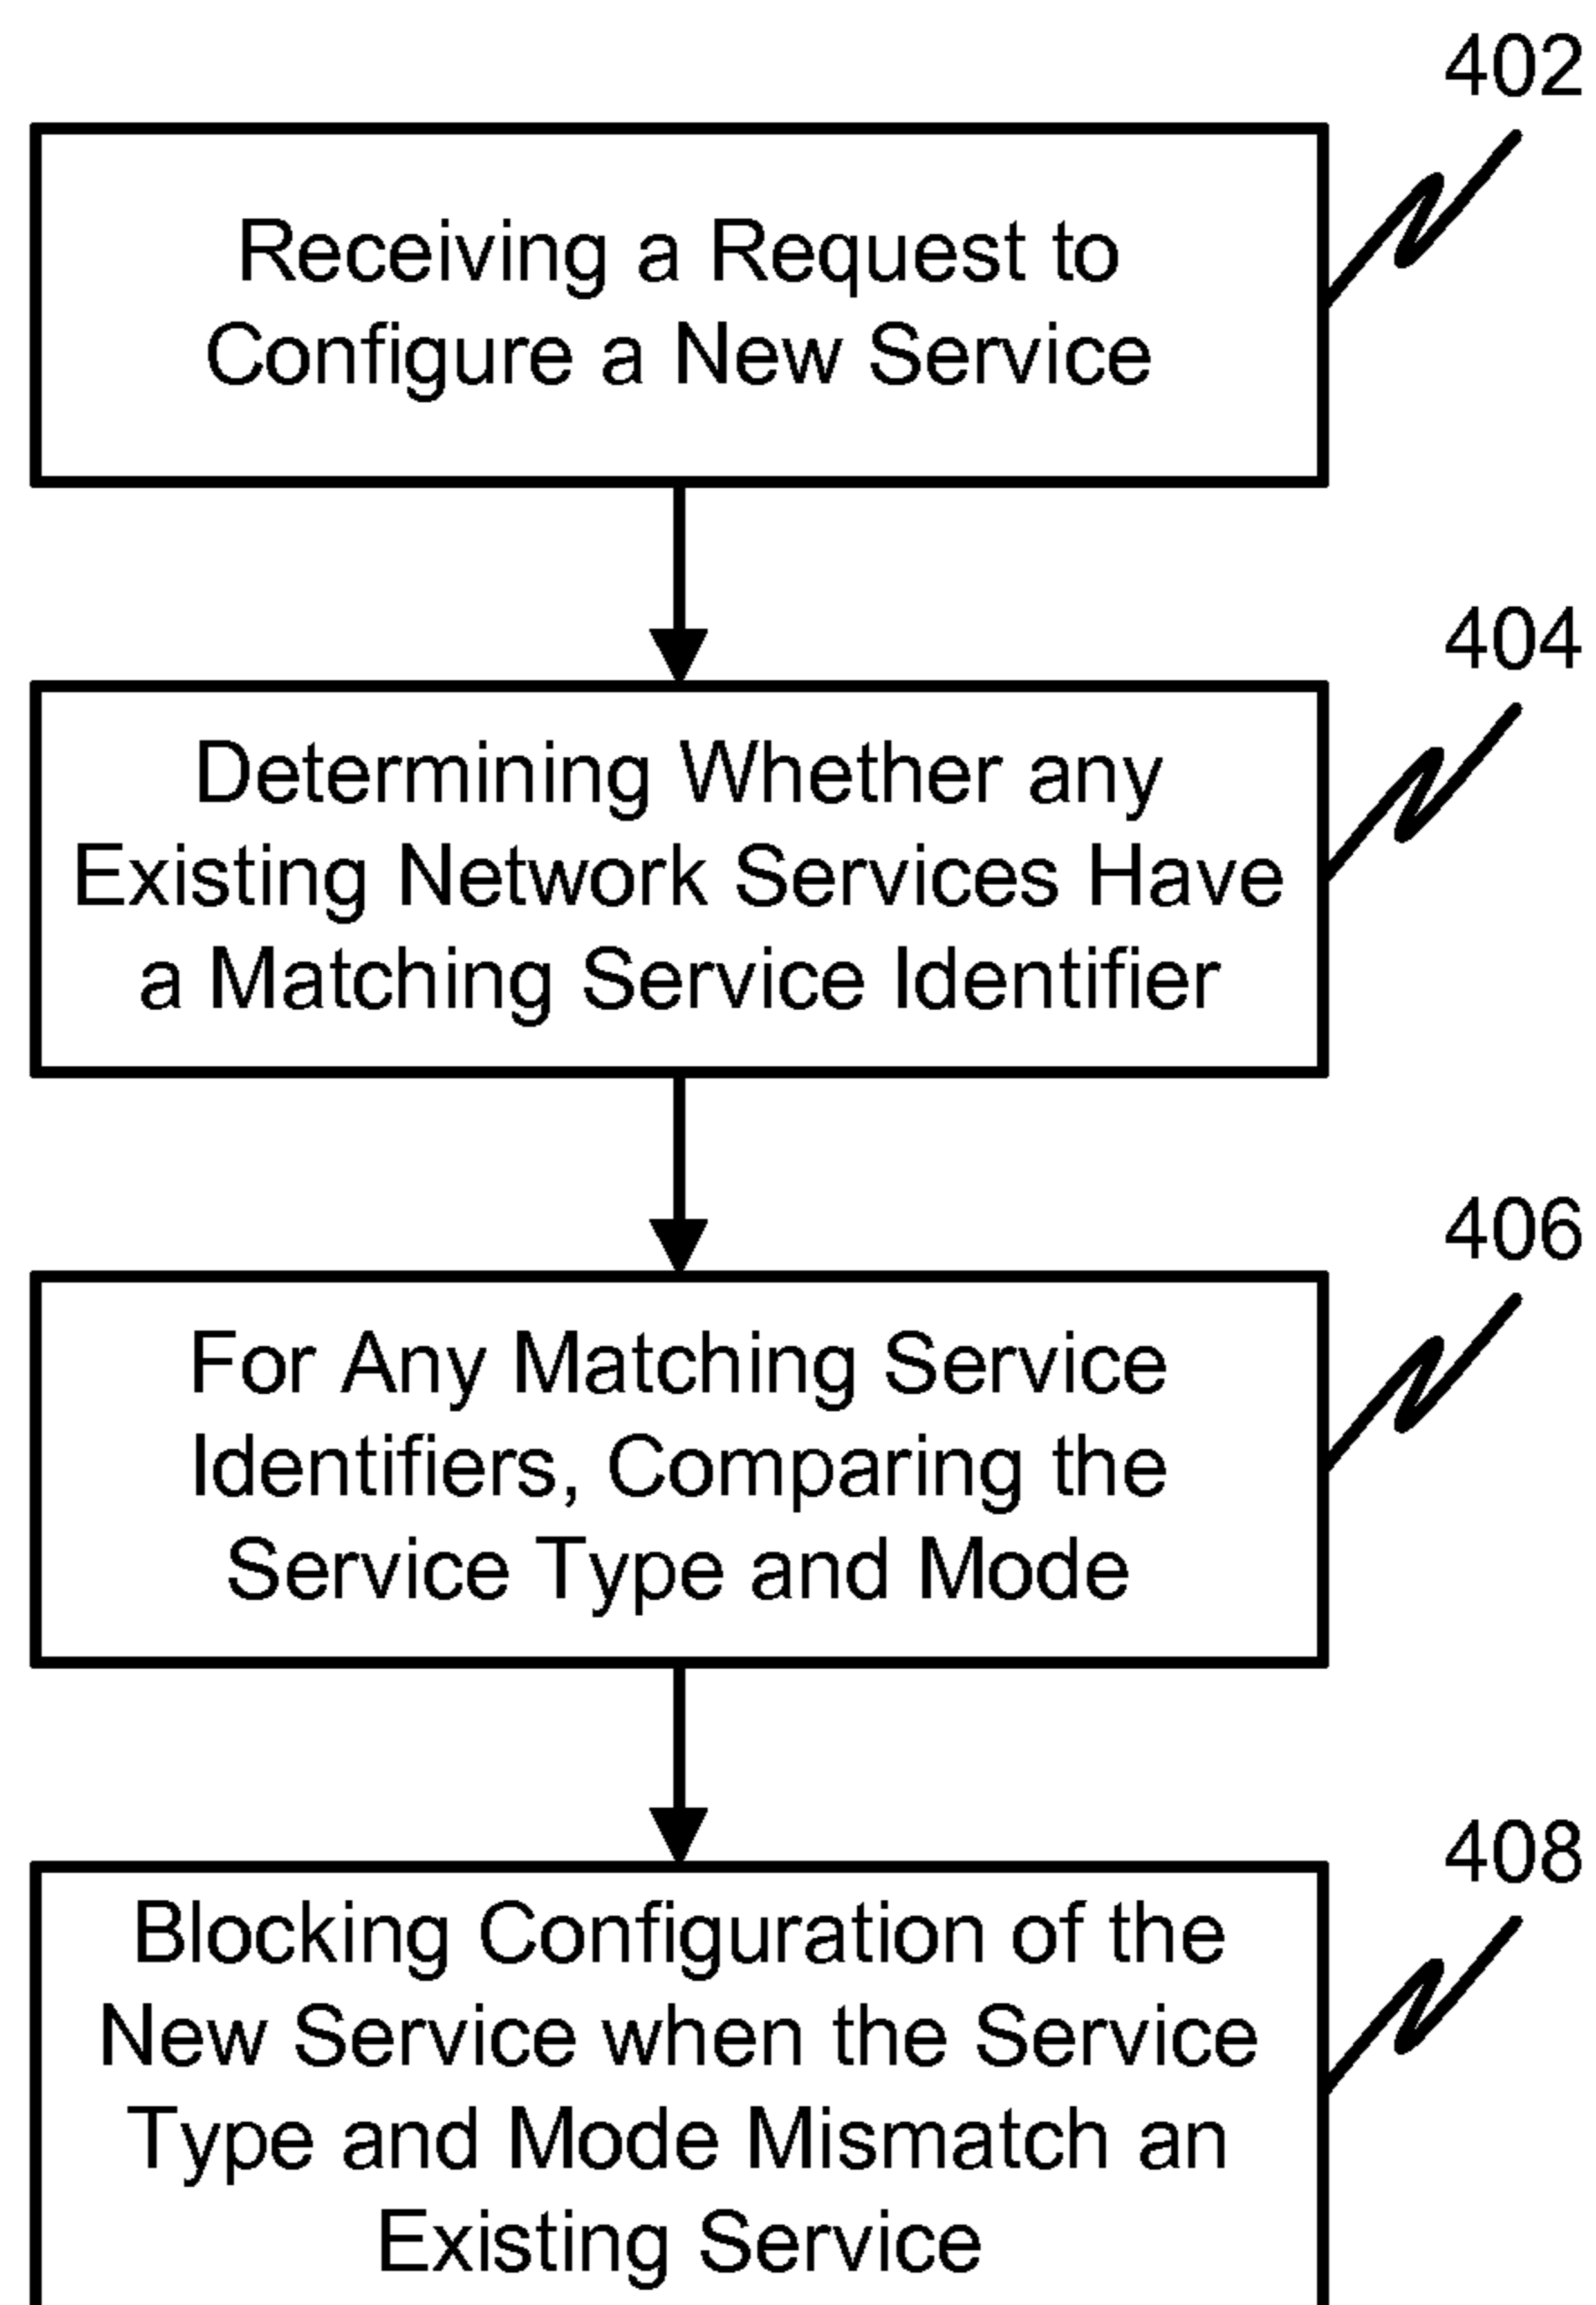 402
Receiving a Request to
Configure a New Service
404
Determining Whether any
Existing Network Services Have
a Matching Service Identifier
406
For Any Matching Service
Identifiers, Comparing the
Service Type and Mode
408
Blocking Configuration of the
New Service when the Service
Type and Mode Mismatch an
Existing Service